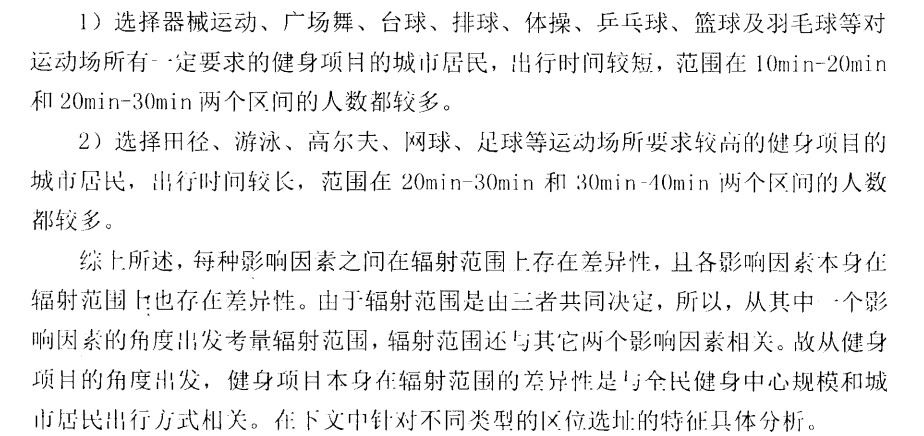 1）选择器械运动、广场舞、台球、排球、体操、乒乓球、篮球及羽毛球等对
运动场所有一定要求的健身项目的城市居民，出行时间较短，范围在 10min-20min
和 20min-30min 两个区间的人数都较多。
2）选择田径、游泳、高尔夫、网球、足球等运动场所要求较高的健身项目的
城市居民，出行时间较长，范围在 20min-30min 和 30min-40min 两个区间的人数
都较多。
综上所述，每种影响因素之间在辐射范围上存在差异性，且各影响因素本身在
辐射范围上也存在差异性。由于辐射范围是由三者共同决定，所以，从其中一个影
响因素的角度出发考量辐射范围，辐射范围还与其它两个影响因素相关。故从健身
项目的角度出发，健身项目本身在辐射范围的差异性是与全民健身中心规模和城
市居民出行方式相关。在下文中针对不同类型的区位选址的特征具体分析。